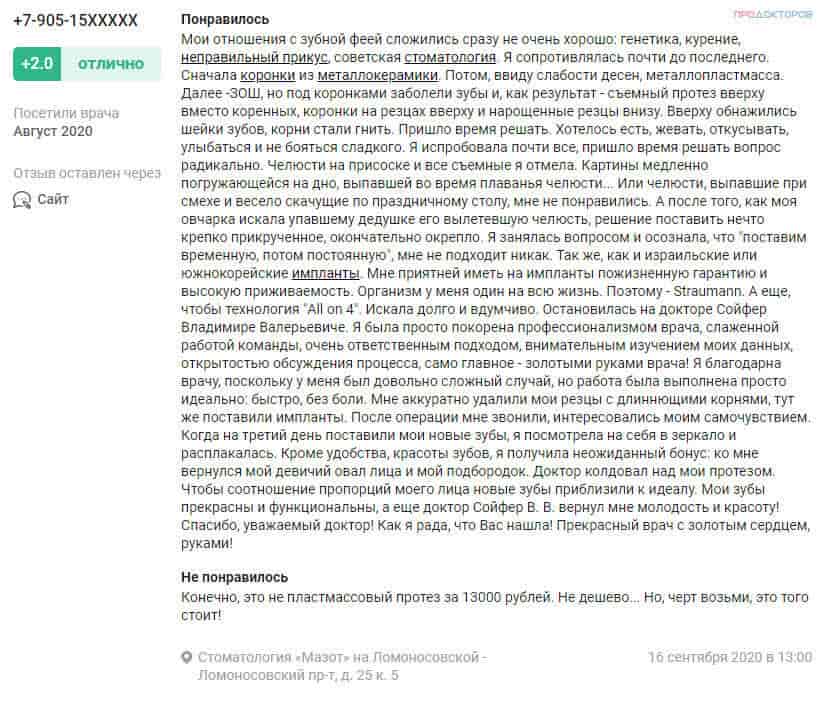 +7-905-15XXXXX
+2.0 отлично
Посетили врача
Август 2020
Отзыв оставлен через
Сайт
ПРОДОКТОРОВ
Понравилось
Мои отношения с зубной феей сложились сразу не очень хорошо: генетика, курение,
неправильный прикус, советская стоматология. Я сопротивлялась почти до последнего.
Сначала коронки из металлокерамики. Потом, ввиду слабости десен, металлопластмасса.
Далее -ЗОШ, но под коронками заболели зубы и, как результат - съемный протез вверху
вместо коренных, коронки на резцах вверху и нарощенные резцы внизу. Вверху обнажились
шейки зубов, корни стали гнить. Пришло время решать. Хотелось есть, жевать, откусывать,
улыбаться и не бояться сладкого. Я испробовала почти все, пришло время решать вопрос
радикально. Челюсти на присоске и все съемные я отмела. Картины медленно
погружающейся на дно, выпавшей во время плаванья челюсти... Или челюсти, выпавшие при
смехе и весело скачущие по праздничному столу, мне не понравились. А после того, как моя
овчарка искала упавшему дедушке его вылетевшую челюсть, решение поставить нечто
крепко прикрученное, окончательно окрепло. Я занялась вопросом и осознала, что "поставим
временную, потом постоянную", мне не подходит никак. Так же, как и израильские или
южнокорейские импланты. Мне приятней иметь на импланты пожизненную гарантию и
высокую приживаемость. Организм у меня один на всю жизнь. Поэтому - Straumann. А еще,
чтобы технология "All on 4". Искала долго и вдумчиво. Остановилась на докторе Сойфер
Владимире Валерьевиче. Я была просто покорена профессионализмом врача, слаженной
работой команды, очень ответственным подходом, внимательным изучением моих данных,
открытостью обсуждения процесса, само главное - золотыми руками врача! Я благодарна
врачу, поскольку у меня был довольно сложный случай, но работа была выполнена просто
идеально: быстро, без боли. Мне аккуратно удалили мои резцы с длиннющими корнями, тут
же поставили импланты. После операции мне звонили, интересовались моим самочувствием.
Когда на третий день поставили мои новые зубы, я посмотрела на себя в зеркало и
расплакалась. Кроме удобства, красоты зубов, я получила неожиданный бонус: ко мне
вернулся мой девичий овал лица и мой подбородок. Доктор колдовал над мои протезом.
Чтобы соотношение пропорций моего лица новые зубы приблизили к идеалу. Мои зубы
прекрасны и функциональны, а еще доктор Сойфер В. В. вернул мне молодость и красоту!
Спасибо, уважаемый доктор! Как я рада, что Вас нашла! Прекрасный врач с золотым сердцем,
руками!
Не понравилось
Конечно, это не пластмассовый протез за 13000 рублей. Не дешево... Но, черт возьми, это того
стоит!
Стоматология «Мазот» на Ломоносовской -
Ломоносовский пр-т, д. 25 к. 5
16 сентября 2020 в 13:00